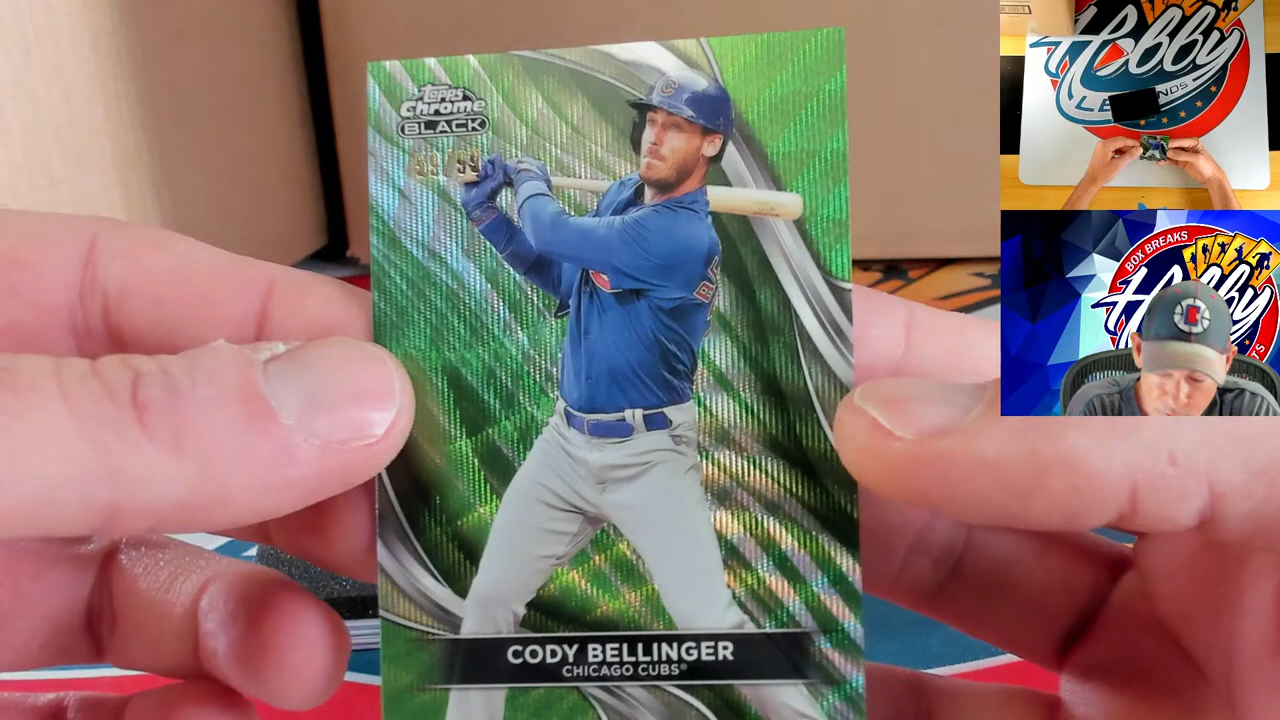 Topps
Chrome
BLACK
CODY BELLINGER
CHICAGO CUBS®
Hobby
BOX BREAKS
Hobby